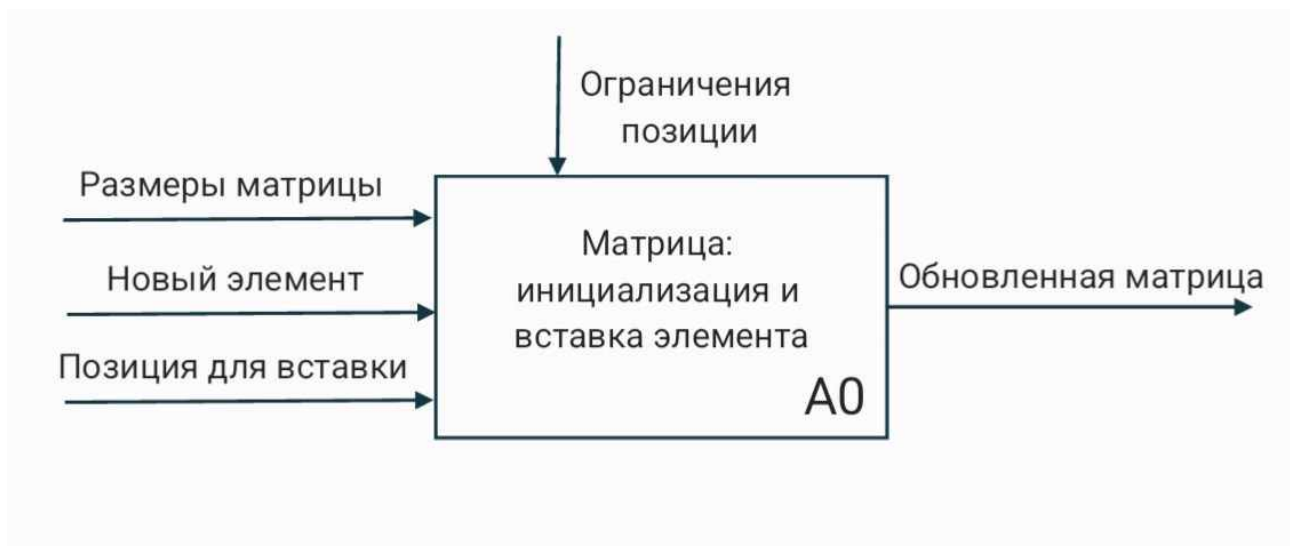 Ограничения
позиции
Размеры матрицы
Новый элемент
Позиция для вставки
Матрица:
инициализация и
вставка элемента
A0
Обновленная матрица